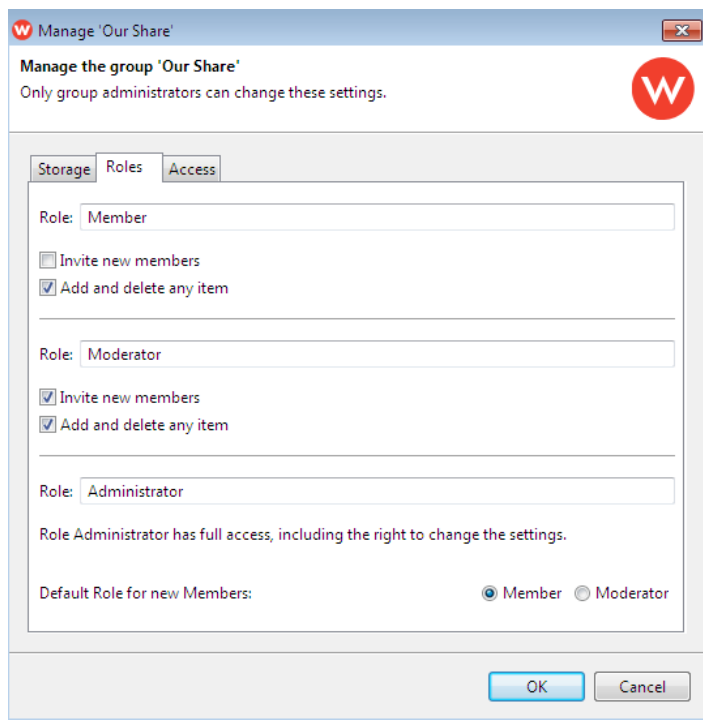 Manage 'Our Share'
Manage the group 'Our Share'
Only group administrators can change these settings.
W
Storage Roles Access
Role: Member
Invite new members
Add and delete any item
Role: Moderator
Invite new members
Add and delete any item
Role: Administrator
Role Administrator has full access, including the right to change the settings.
Default Role for new Members: Member Moderator
OK Cancel